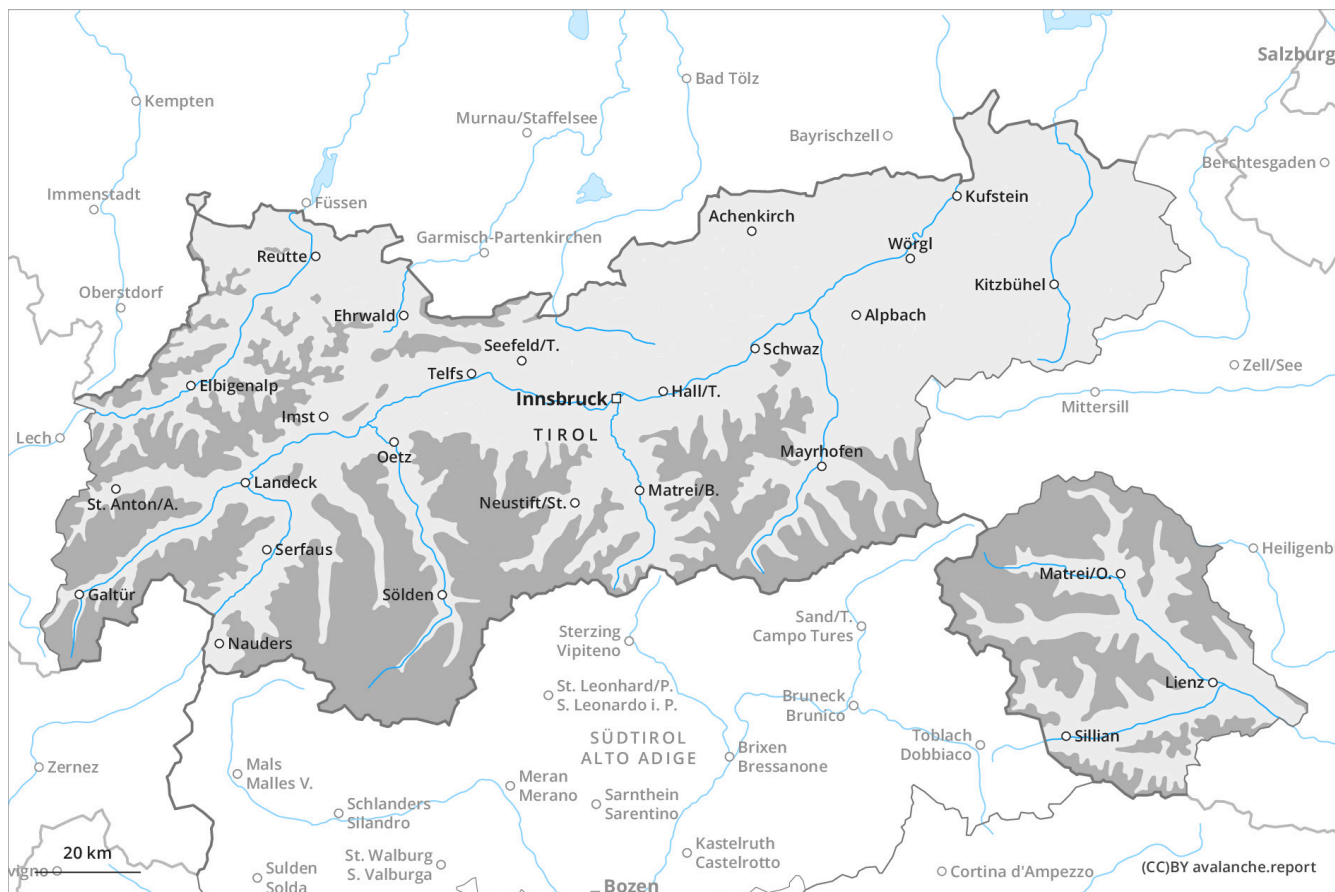 Salzburg
Kempten
Bad Tölz
Murnau/Staffelsee
Bayrischzell
Berchtesgaden
Immenstadt
Füssen
Kufstein
Achenkirch
Garmisch-Partenkirchen
Reutte
Wörgl
Oberstdorf
Kitzbühel
Ehrwald
Alpbach
Seefeld/T.
Schwaz
Zell/See
Telfs
Elbigenalp
Hall/T.
Innsbruck
Mittersill
Imst
Lech
TIROL
Oetz
Mayrhofen
Landeck
Matrei/B.
St. Anton/A.
Neustift/St.
Serfaus
Heiligenb
Matrei/O.
Galtür
Sölden
Sand/T.
Campo Tures
Sterzing
Vipiteno
Nauders
Lienz
St. Leonhard/P.
S. Leonardo i. P.
Bruneck
Brunico
Sillian
Toblach
Dobbiaco
SÜDTIROL
ALTO ADIGE
Brixen
Bressanone
Zernez
Mals
Malles V.
Meran
Merano
Schlanders
Silandro
Sarnthein
Sarentino
Kastelruth
Castelrotto
20 km
St. Walburg
S. Valburga
vigno
Sulden
Solda
Cortina d'Ampezzo
(CC)BY avalanche.report
Bozen